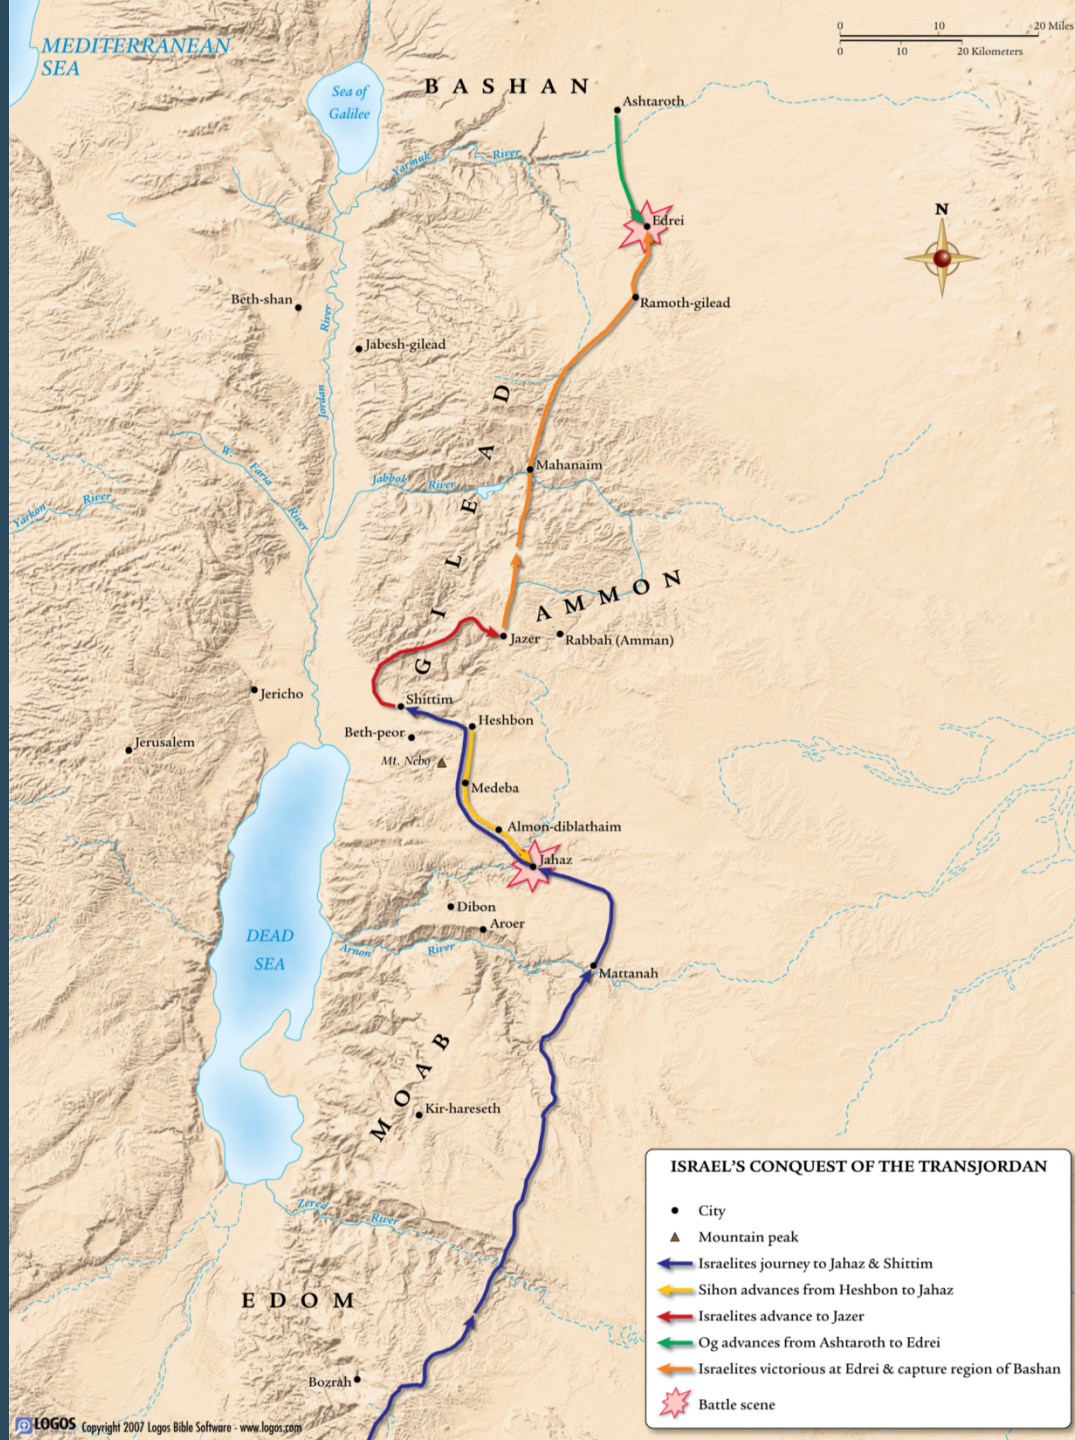 MEDITERRANEAN
SEA
0 10 20 Miles
0 10 20 Kilometers
BASHAN
Sea of
Galilee
Ashtaroth
Yarmuk River
Edrei
N
Beth-shan
Ramoth-gilead
Jordan River
Jabesh-gilead
GILEAD
W. Faria River
Mahanaim
Jabbok River
Yarkon River
AMMON
Jazer
Rabbah (Amman)
Jericho
Shittim
Heshbon
Beth-peor
Jerusalem
Mt. Nebo
Medeba
Almon-diblathaim
Jahaz
Dibon
Aroer
DEAD
SEA
Arnon River
Mattanah
MOAB
Kir-hareseth
Zered River
EDOM
Bozrah
ISRAEL'S CONQUEST OF THE TRANSJORDAN
City
Mountain peak
Israelites journey to Jahaz & Shittim
Sihon advances from Heshbon to Jahaz
Israelites advance to Jazer
Og advances from Ashtaroth to Edrei
Israelites victorious at Edrei & capture region of Bashan
Battle scene
LOGOS Copyright 2007 Logos Bible Software - www.logos.com